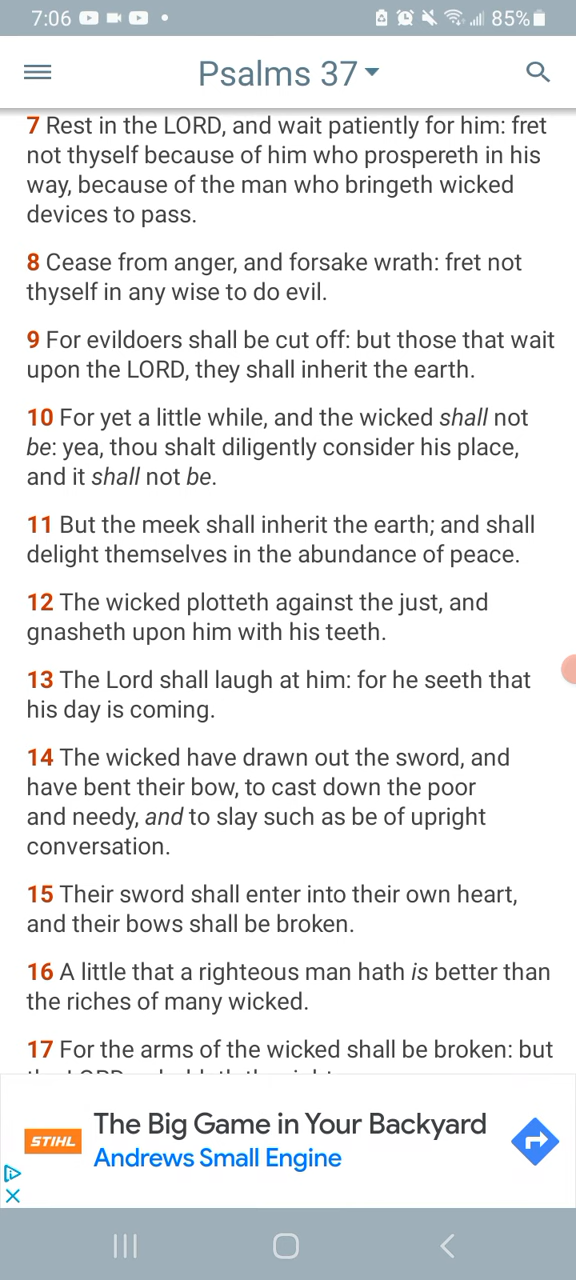 7:06
85%
Psalms 37
7 Rest in the LORD, and wait patiently for him: fret
not thyself because of him who prospereth in his
way, because of the man who bringeth wicked
devices to pass.
8 Cease from anger, and forsake wrath: fret not
thyself in any wise to do evil.
9 For evildoers shall be cut off: but those that wait
upon the LORD, they shall inherit the earth.
10 For yet a little while, and the wicked shall not
be: yea, thou shalt diligently consider his place,
and it shall not be.
11 But the meek shall inherit the earth; and shall
delight themselves in the abundance of peace.
12 The wicked plotteth against the just, and
gnasheth upon him with his teeth.
13 The Lord shall laugh at him: for he seeth that
his day is coming.
14 The wicked have drawn out the sword, and
have bent their bow, to cast down the poor
and needy, and to slay such as be of upright
conversation.
15 Their sword shall enter into their own heart,
and their bows shall be broken.
16 A little that a righteous man hath is better than
the riches of many wicked.
17 For the arms of the wicked shall be broken: but
STIHL
The Big Game in Your Backyard
Andrews Small Engine